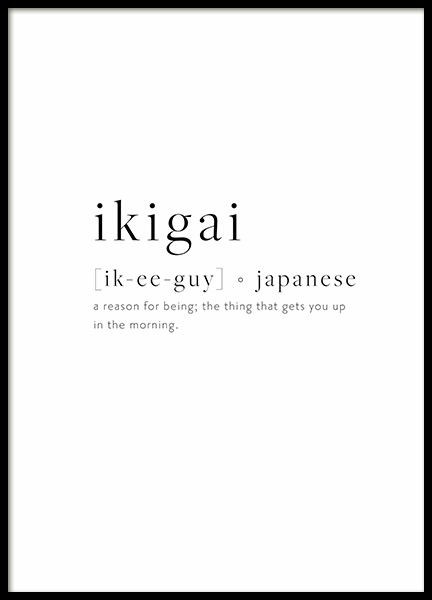 ikigai
[ik-ee-guy] ∘ japanese
a reason for being; the thing that gets you up
in the morning.